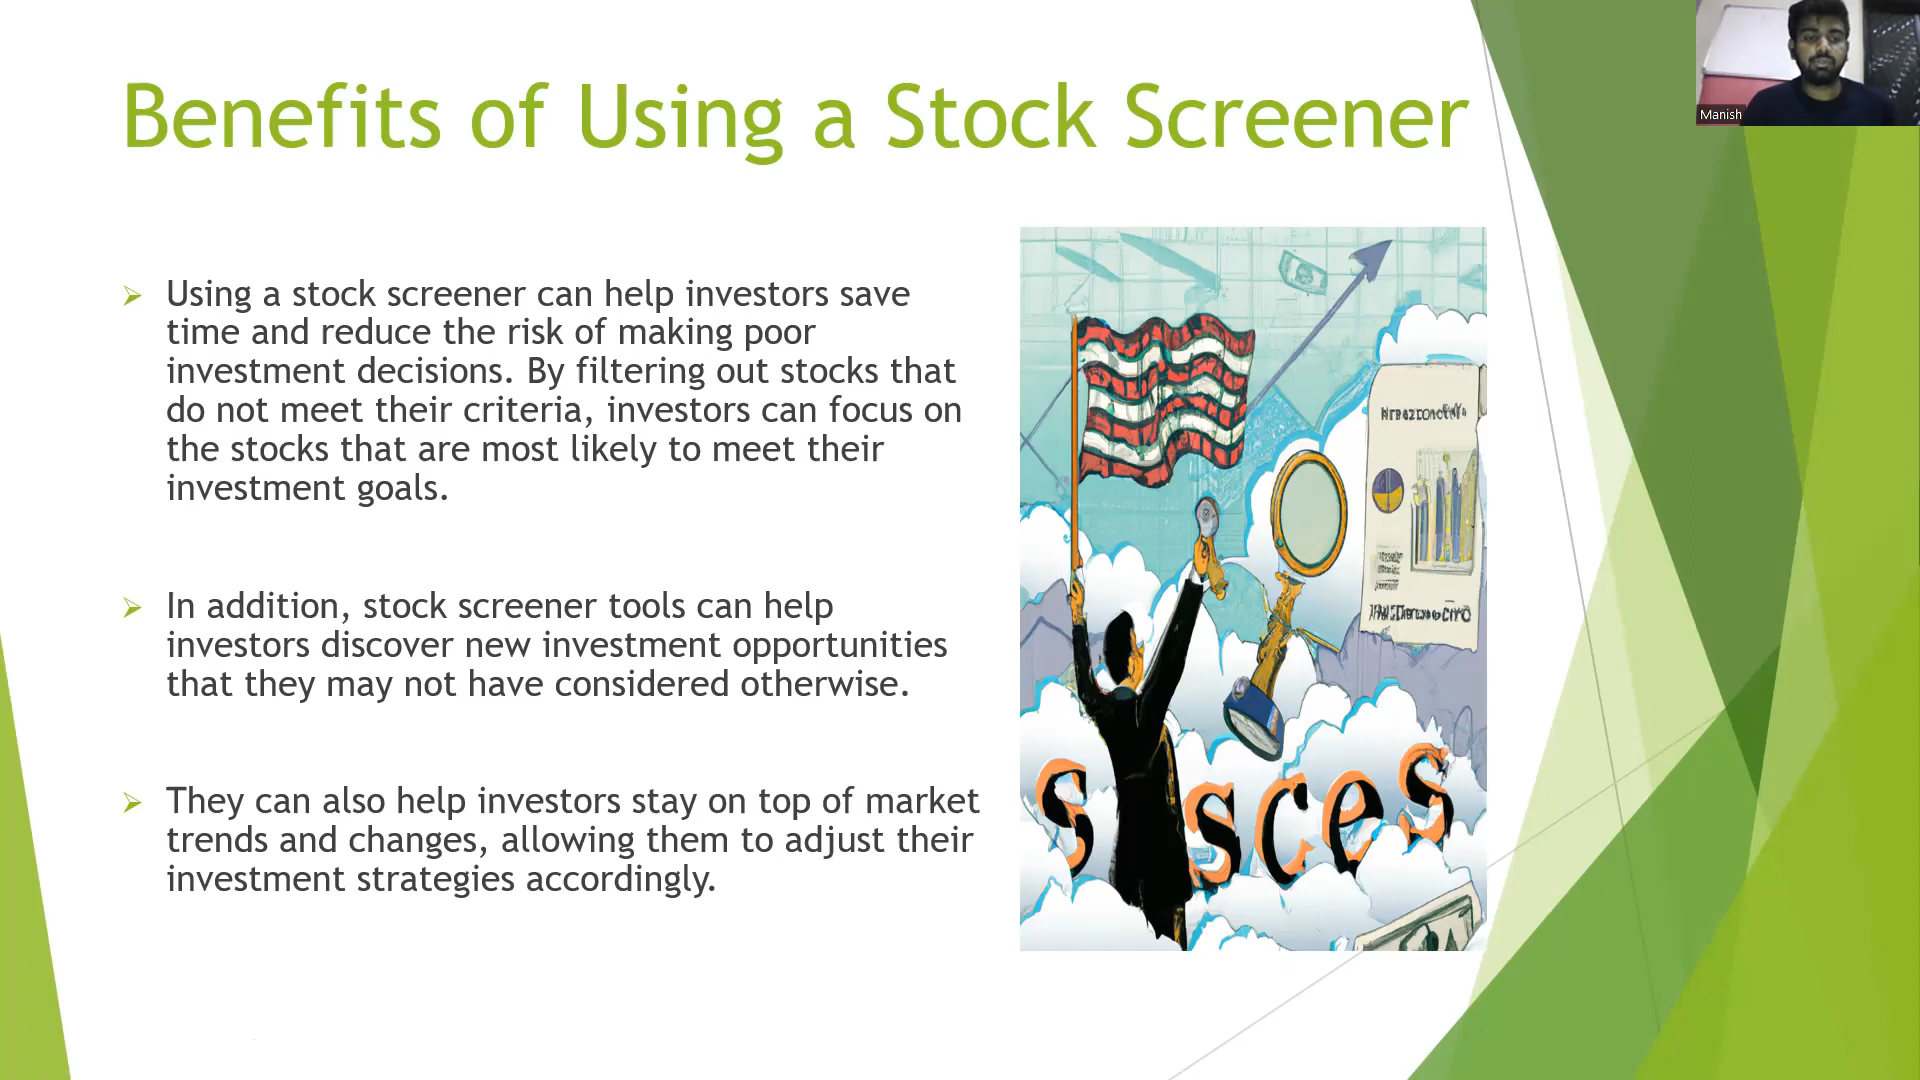 Benefits of Using a Stock Screener
Manish
Using a stock screener can help investors save
time and reduce the risk of making poor
investment decisions. By filtering out stocks that
do not meet their criteria, investors can focus on
the stocks that are most likely to meet their
investment goals.
In addition, stock screener tools can help
investors discover new investment opportunities
that they may not have considered otherwise.
They can also help investors stay on top of market
trends and changes, allowing them to adjust their
investment strategies accordingly.
s sces